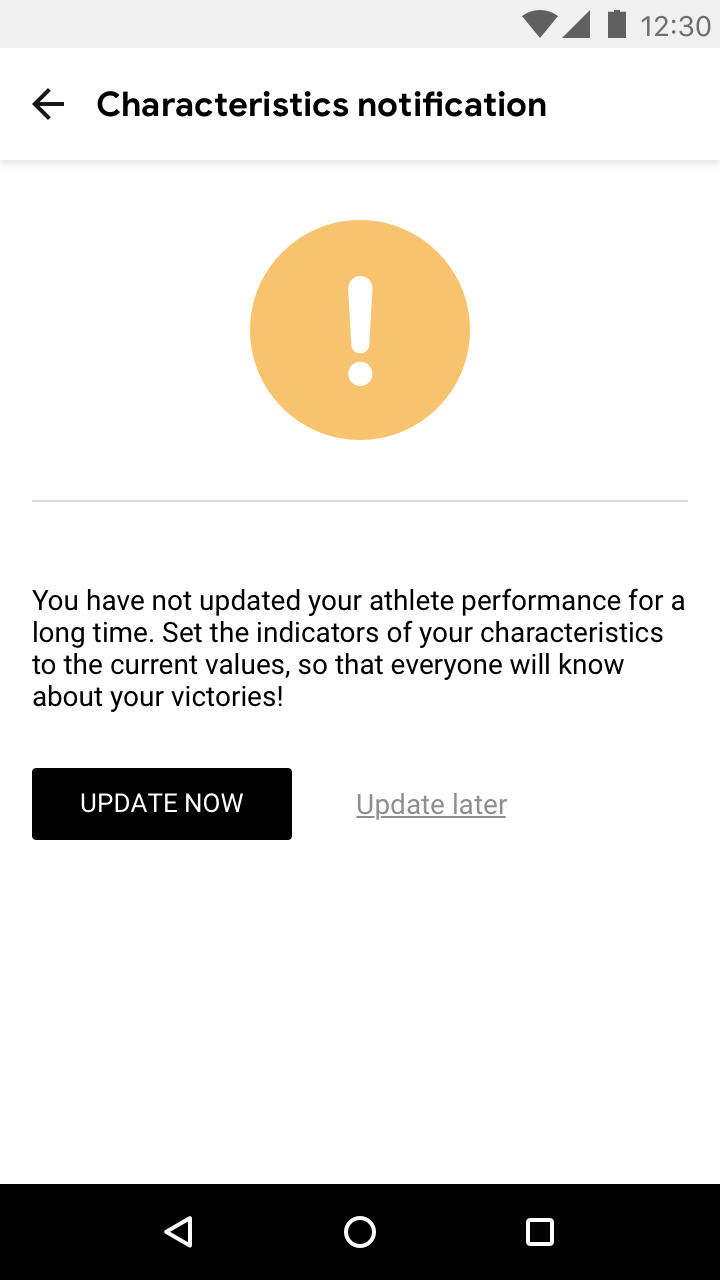 12:30
Characteristics notification
You have not updated your athlete performance for a
long time. Set the indicators of your characteristics
to the current values, so that everyone will know
about your victories!
UPDATE NOW
Update later